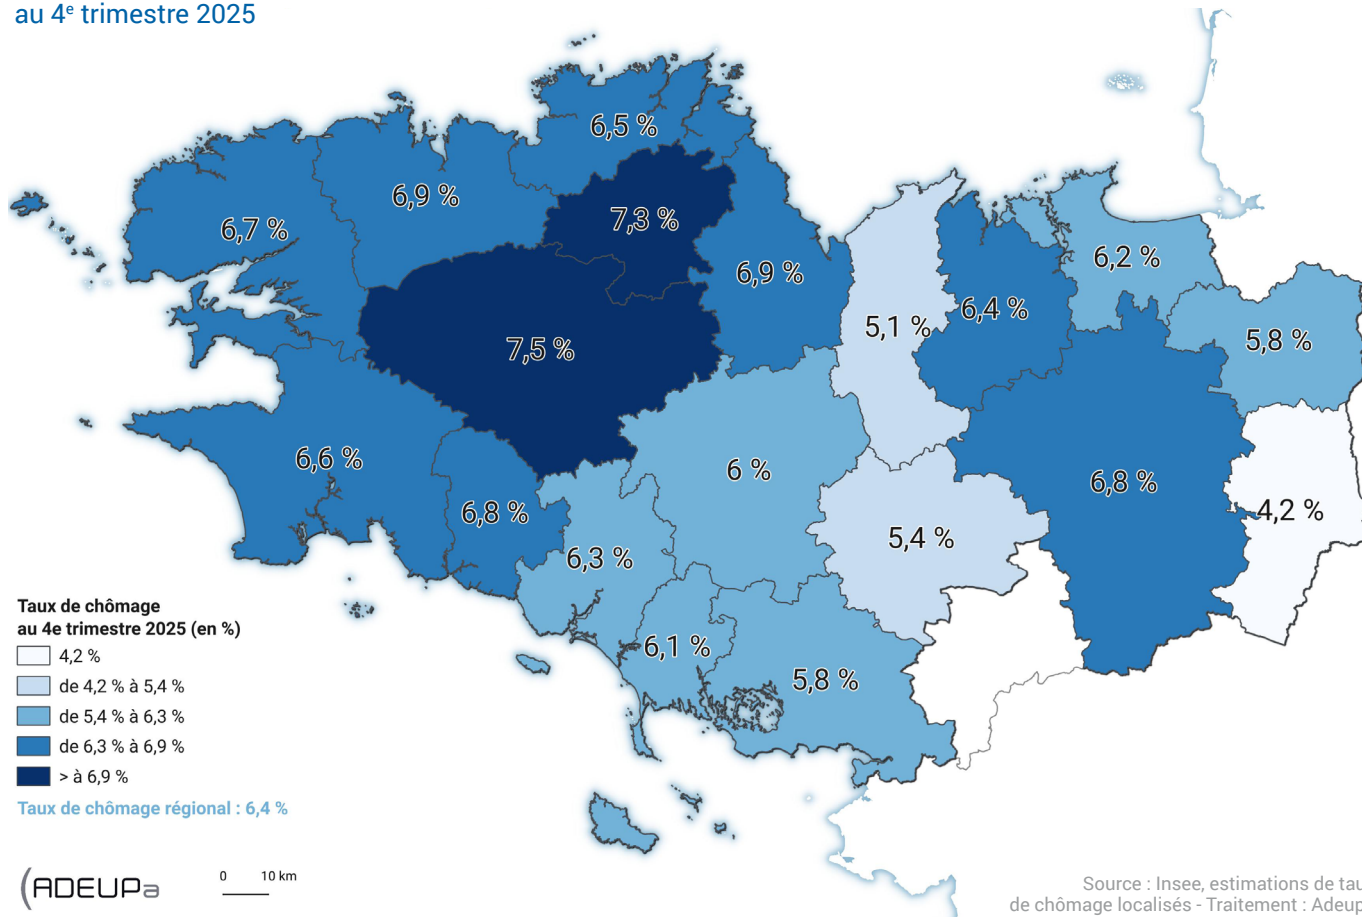 au 4e trimestre 2025
6,5 %
6,9 %
7,3 %
6,7 %
6,9 %
6,2 %
6,4 %
5,1 %
5,8 %
7,5 %
6,6 %
6 %
6,8 %
6,8 %
4,2 %
5,4 %
6,3 %
6,1 %
5,8 %
Taux de chômage
au 4e trimestre 2025 (en %)
4,2 %
de 4,2 % à 5,4 %
de 5,4 % à 6,3 %
de 6,3 % à 6,9 %
> à 6,9 %
Taux de chômage régional : 6,4 %
ADEUPa
0 10 km
Source : Insee, estimations de
de chômage localisés - Traitement :